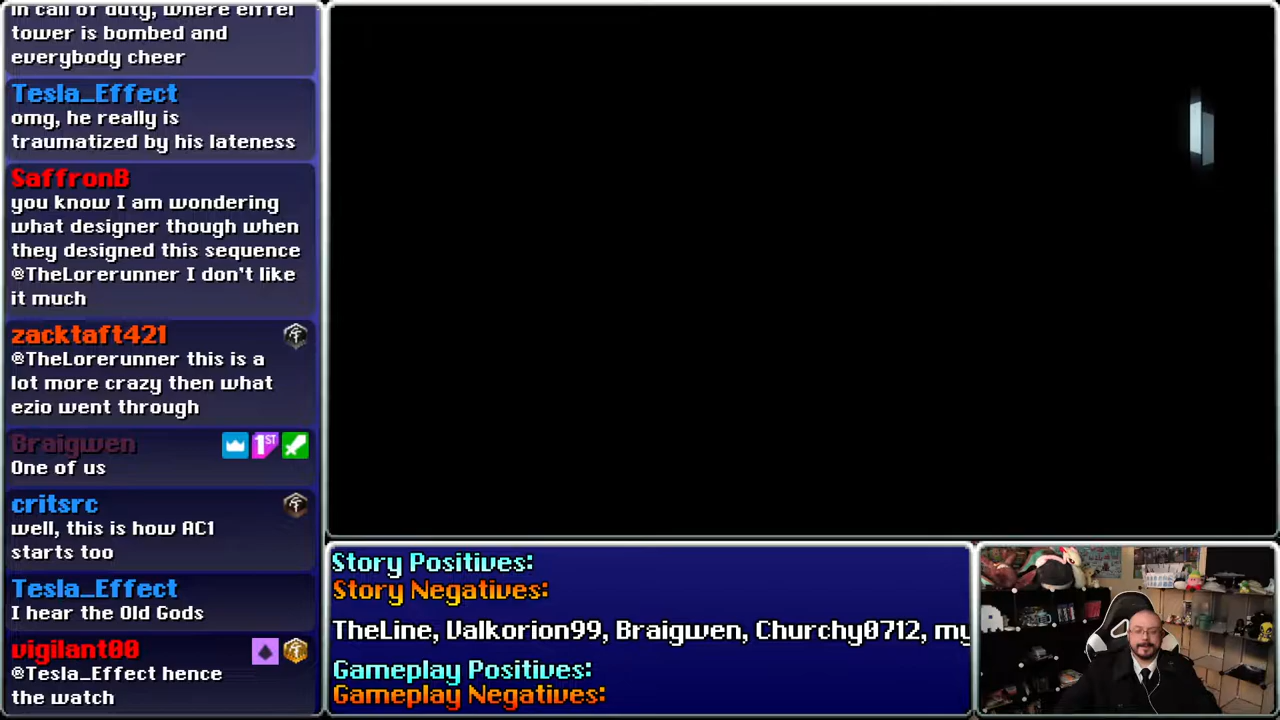 in call of duty, where eiffel
tower is bombed and
everybody cheer
Tesla_Effect
omg, he really is
traumatized by his lateness
SaffronB
you know I am wondering
what designer though when
they designed this sequence
@TheLorerunner I don't like
it much
zacktaft421
@TheLorerunner this is a
lot more crazy then what
ezio went through
Braigwen
1ST
One of us
critsrc
well, this is how AC1
starts too
Tesla_Effect
I hear the Old Gods
vigilant00
@Tesla_Effect hence
the watch
Story Positives:
Story Negatives:
TheLine, Valkorion99, Braigwen, Churchy0712, my
Gameplay Positives:
Gameplay Negatives: